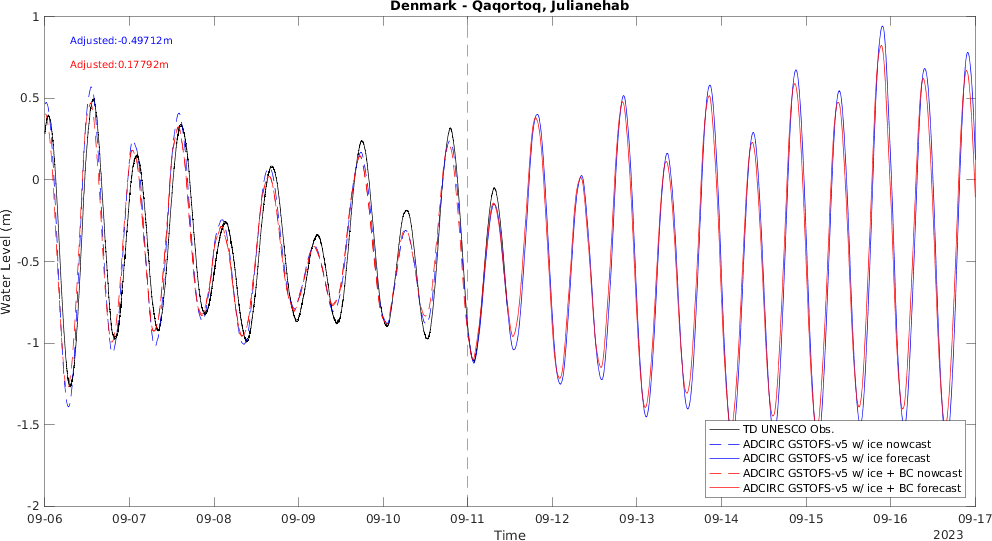 Denmark - Qaqortoq, Julianehab
Adjusted:-0.49712m
Adjusted:0.17792m
Water Level (m)
1
0.5
0
-0.5
-1
-1.5
-2
TD UNESCO Obs.
ADCIRC GSTOFS-v5 w/ ice nowcast
ADCIRC GSTOFS-v5 w/ ice forecast
ADCIRC GSTOFS-v5 w/ ice + BC nowcast
ADCIRC GSTOFS-v5 w/ ice + BC forecast
09-06 09-07 09-08 09-09 09-10 09-11 09-12 09-13 09-14 09-15 09-16 09-17
Time
2023